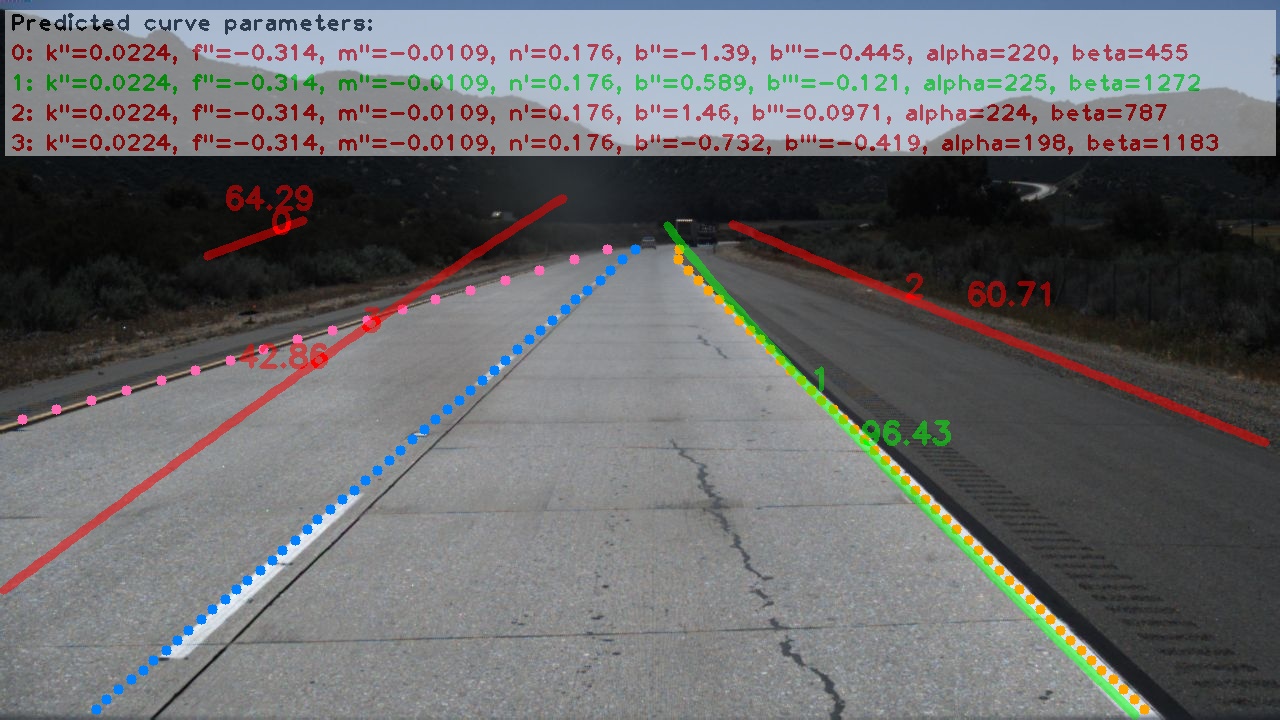 Predicted curve parameters:
0: k''=0.0224, f''=-0.314, m''=-0.0109, n'=0.176, b''=-1.39, b'''=-0.445, alpha=220, beta=455
1: k''=0.0224, f''=-0.314, m''=-0.0109, n'=0.176, b''=0.589, b'''=-0.121, alpha=225, beta=1272
2: k''=0.0224, f''=-0.314, m''=-0.0109, n'=0.176, b''=1.46, b'''=0.0971, alpha=224, beta=787
3: k''=0.0224, f''=-0.314, m''=-0.0109, n'=0.176, b''=-0.732, b'''=-0.419, alpha=198, beta=1183
64.29
0
2
60.71
3
42.86
1
96.43